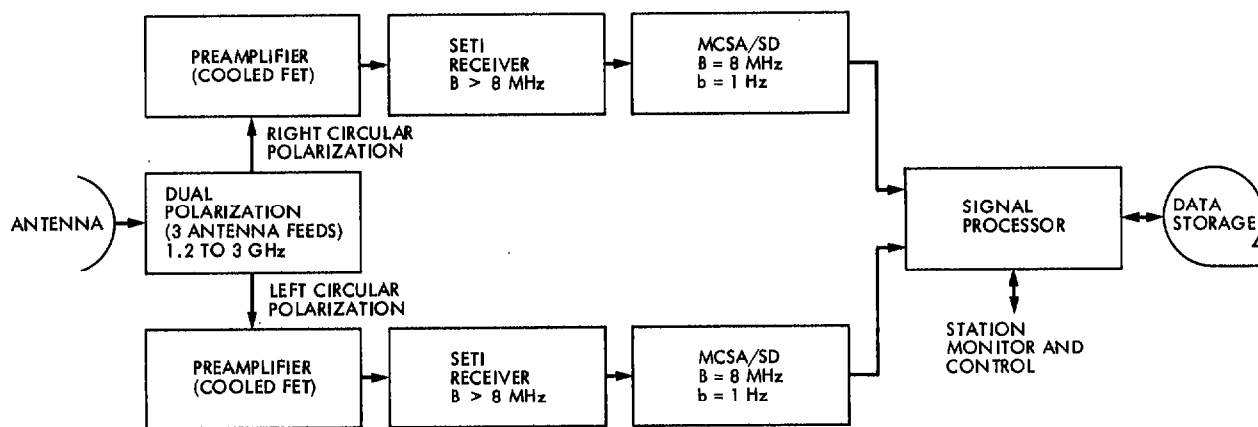 PREAMPLIFIER
(COOLED FET)
SETI
RECEIVER
B > 8 MHz
MCSA/SD
B = 8 MHz
b = 1 Hz
RIGHT CIRCULAR
POLARIZATION
ANTENNA
DUAL
POLARIZATION
(3 ANTENNA FEEDS)
1.2 TO 3 GHz
SIGNAL
PROCESSOR
DATA
STORAGE
LEFT CIRCULAR
POLARIZATION
STATION
MONITOR AND
CONTROL
PREAMPLIFIER
(COOLED FET)
SETI
RECEIVER
B > 8 MHz
MCSA/SD
B = 8 MHz
b = 1 Hz